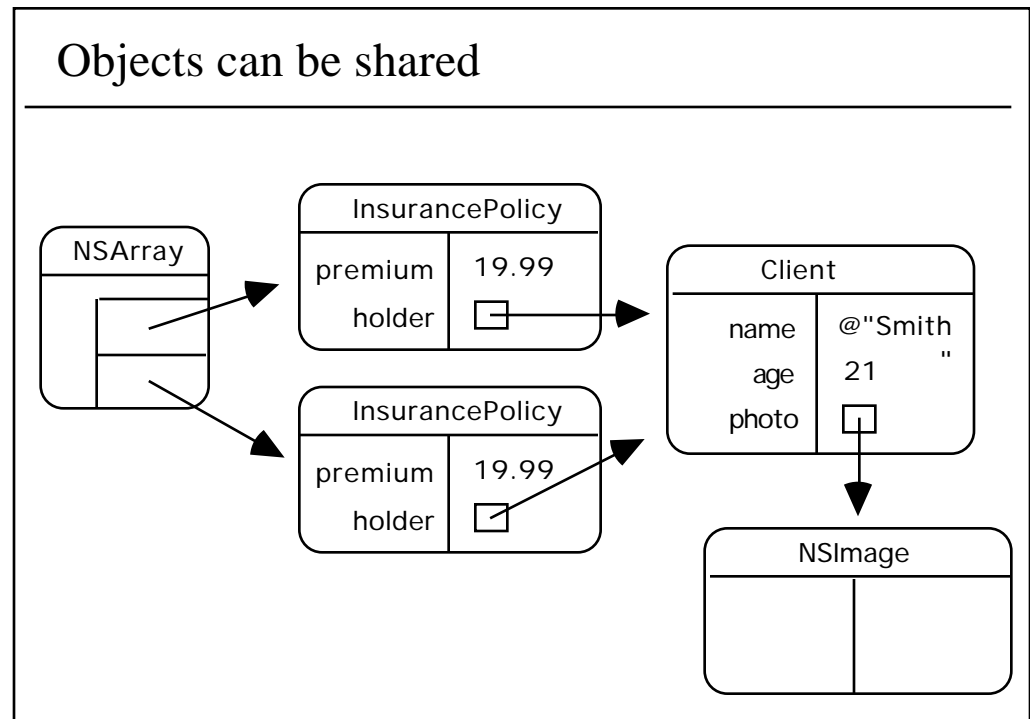 Objects can be shared
NSArray
InsurancePolicy
premium 19.99
holder
InsurancePolicy
premium 19.99
holder
Client
name @"Smith
"
age 21
photo
NSImage